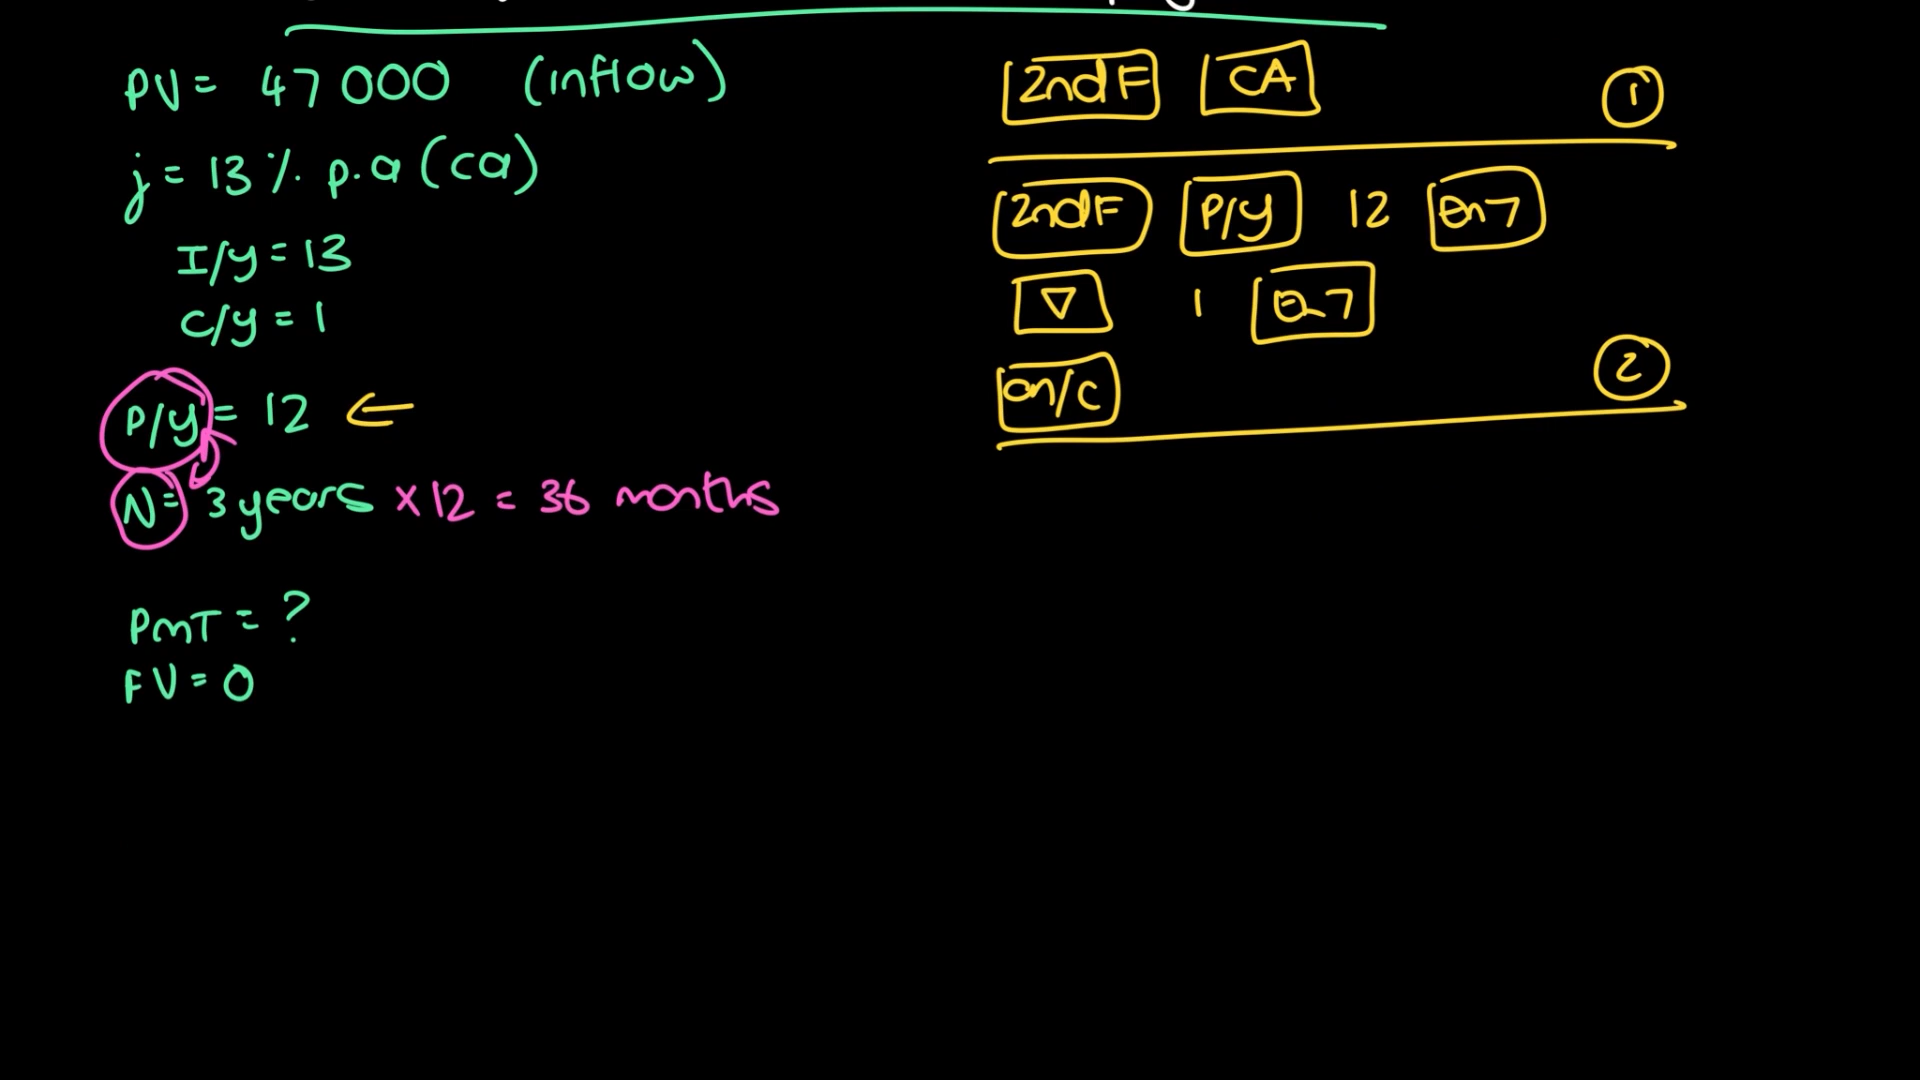 PV = 47 000 (inflow)
j = 13 % p.a (ca)
I/y = 13
C/y = 1
P/y = 12 ←
N = 3 years × 12 = 36 months
PMT = ?
FV = 0
2ndF CA ①
2ndF P/y 12 Ent
▽ 1 Ent
on/c ②